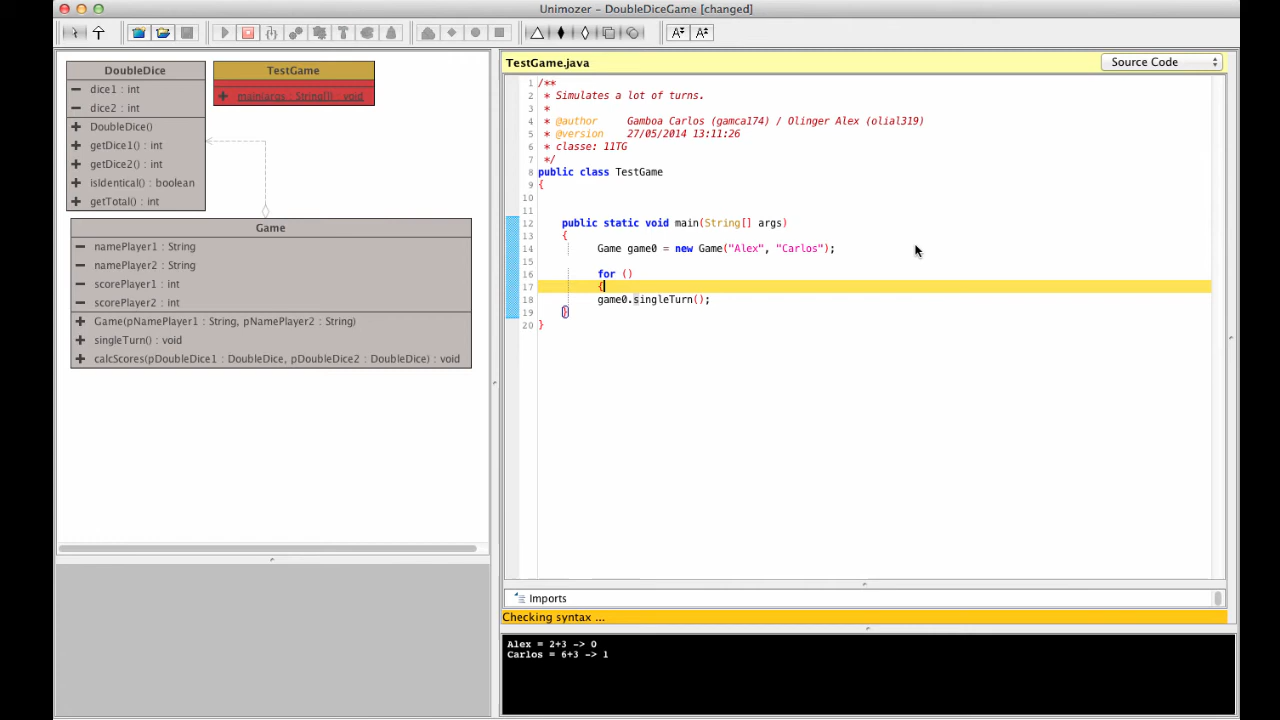 Unimozer - DoubleDiceGame [changed]
DoubleDice
dice1 : int
dice2 : int
DoubleDice()
getDice1() : int
getDice2() : int
isIdentical() : boolean
getTotal() : int
TestGame
main(args : String[]) : void
Game
namePlayer1 : String
namePlayer2 : String
scorePlayer1 : int
scorePlayer2 : int
Game(pNamePlayer1 : String, pNamePlayer2 : String)
singleTurn() : void
calcScores(pDoubleDice1 : DoubleDice, pDoubleDice2 : DoubleDice) : void
TestGame.java
Source Code
1 /**
2 * Simulates a lot of turns.
3 *
4 * @author Gamboa Carlos (gamca174) / Olinger Alex (olial319)
5 * @version 27/05/2014 13:11:26
6 * classe: 11TG
7 */
8 public class TestGame
9 {
10
11
12 public static void main(String[] args)
13 {
14 Game game0 = new Game("Alex", "Carlos");
15
16 for ()
17 {
18 game0.singleTurn();
19 }
20 }
Imports
Checking syntax ...
Alex = 2+3 -> 0
Carlos = 6+3 -> 1